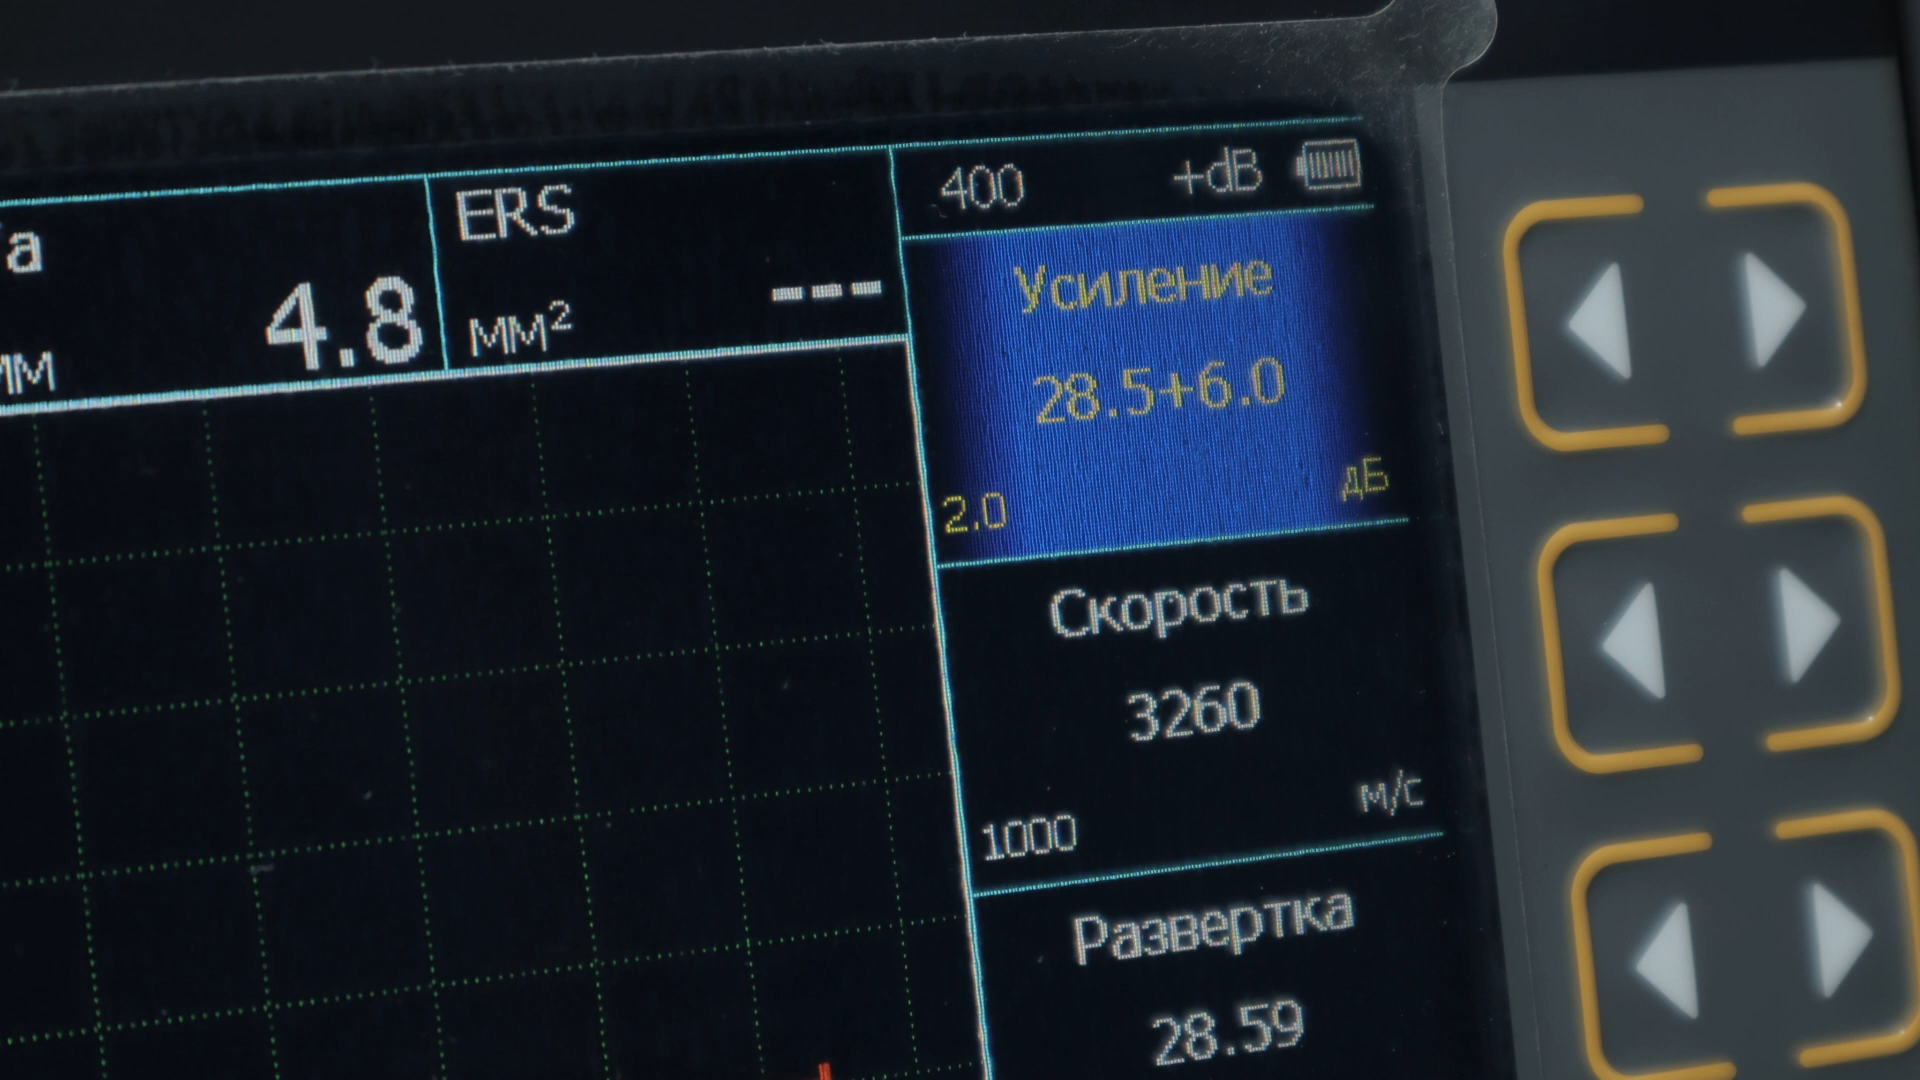 а
мм 4.8
ERS
мм² ---
400 +dB
Усиление
28.5+6.0
2.0 дБ
Скорость
3260
1000 м/с
Развертка
28.59